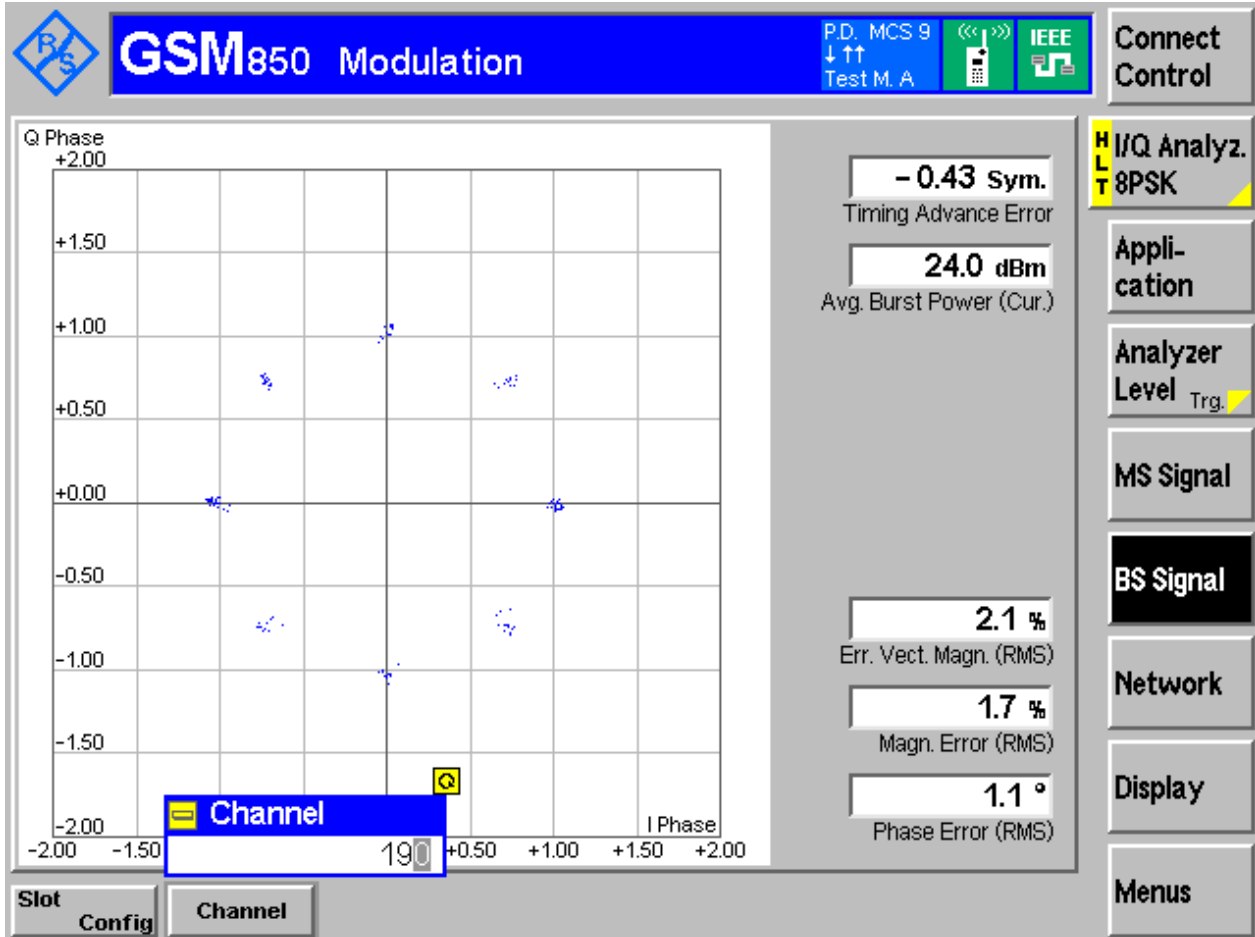 R/S
GSM850 Modulation
P.D. MCS 9
↓ ↑↑
Test M. A
IEEE
Connect
Control
Q Phase
+2.00
+1.50
+1.00
+0.50
+0.00
-0.50
-1.00
-1.50
-2.00
I Phase
-2.00 -1.50 +0.50 +1.00 +1.50 +2.00
Channel
190
- 0.43 Sym.
Timing Advance Error
24.0 dBm
Avg. Burst Power (Cur.)
2.1 %
Err. Vect. Magn. (RMS)
1.7 %
Magn. Error (RMS)
1.1 °
Phase Error (RMS)
HLT
I/Q Analyz.
8PSK
Appli-
cation
Analyzer
Level Trg.
MS Signal
BS Signal
Network
Display
Menus
Slot
Config
Channel